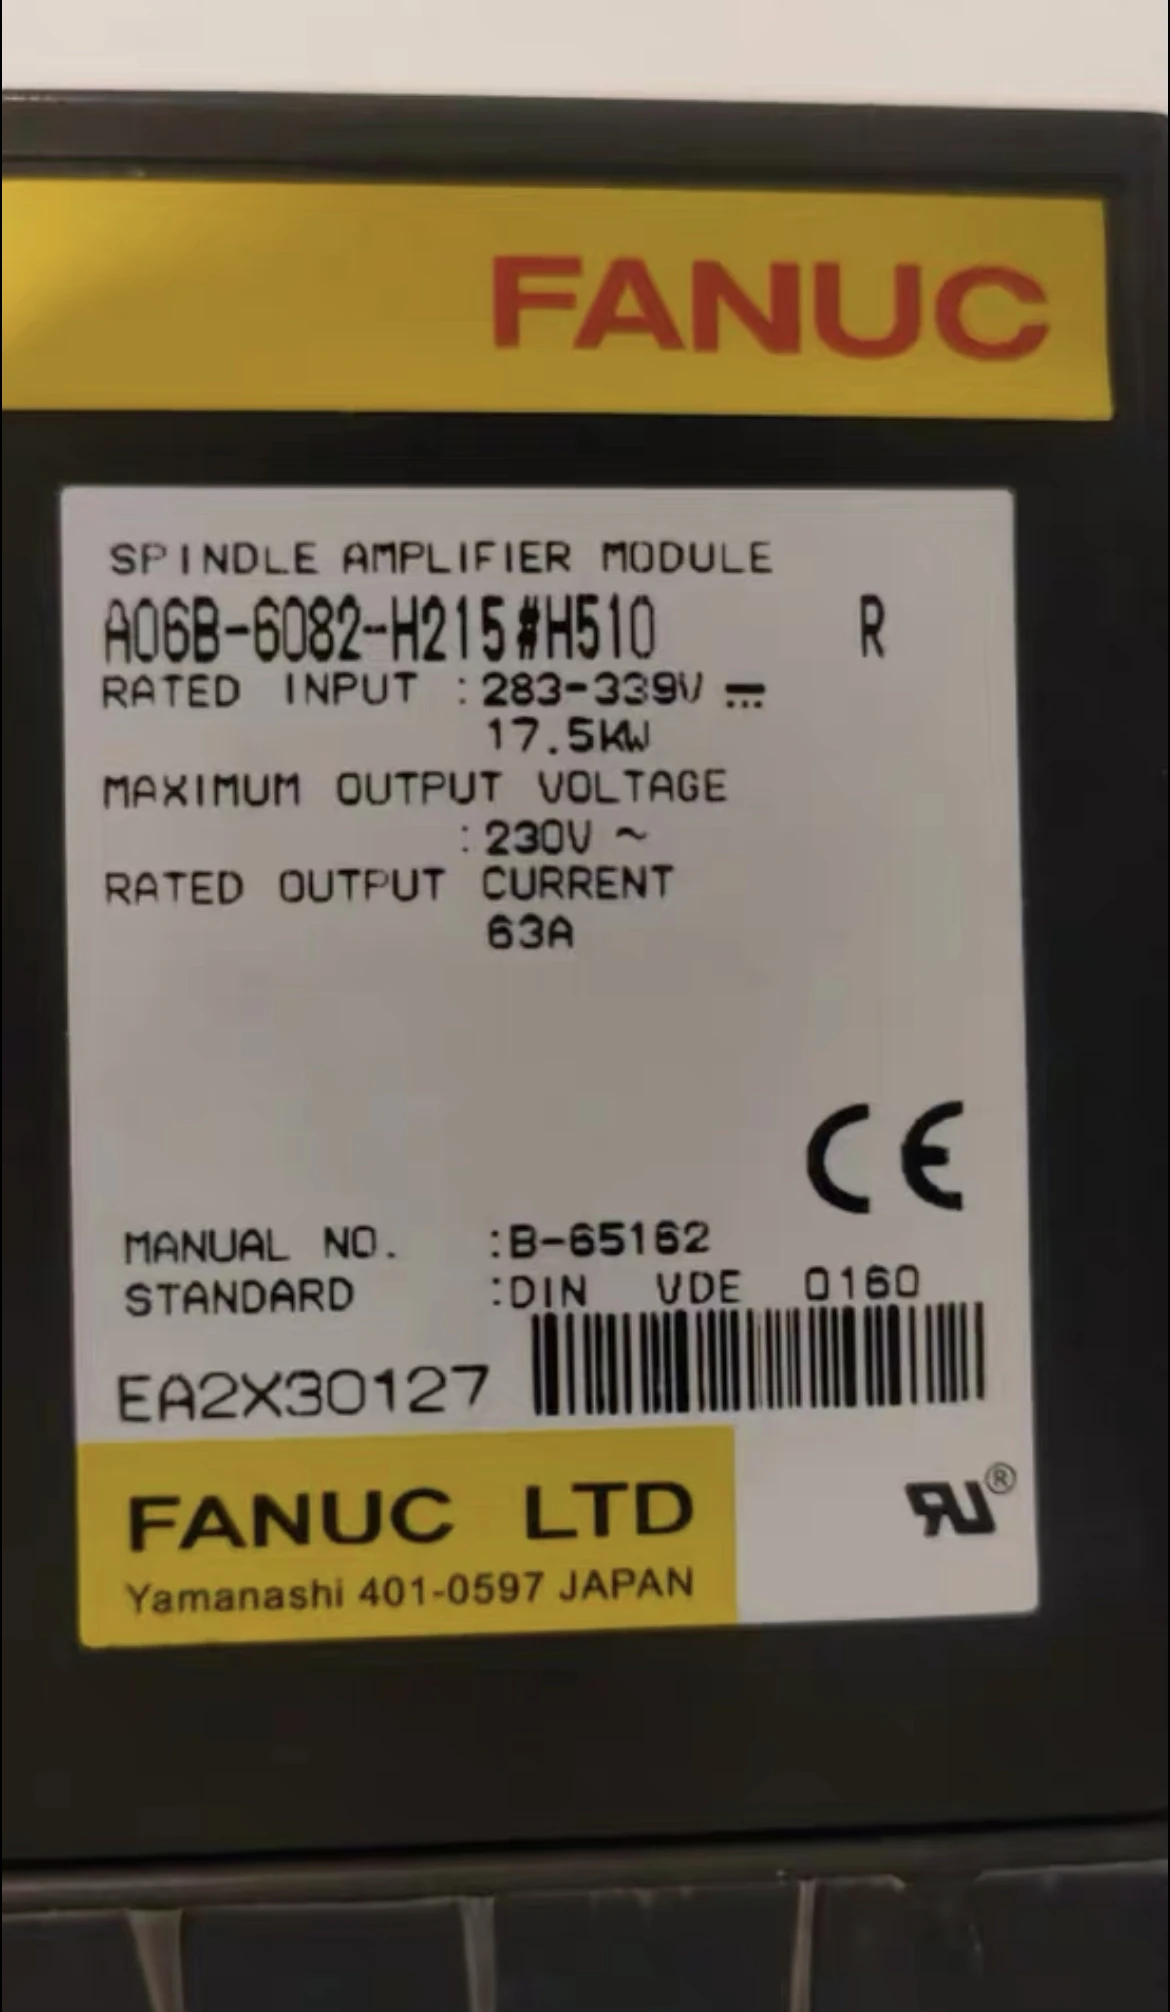 FANUC
SPINDLE AMPLIFIER MODULE
A06B-6082-H215#H510 R
RATED INPUT :283-339V ⎓
17.5KW
MAXIMUM OUTPUT VOLTAGE
:230V ~
RATED OUTPUT CURRENT
63A
CE
MANUAL NO. :B-65162
STANDARD :DIN VDE 0160
EA2X30127
FANUC LTD
Yamanashi 401-0597 JAPAN
RU®